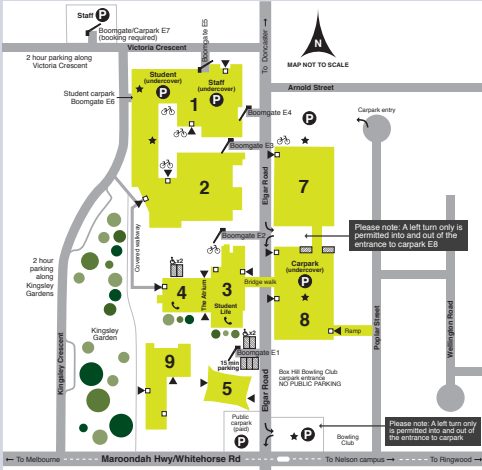 Staff P
Boomgate/Carpark E7
(booking required)
Boomgate E5
To Doncaster
N
MAP NOT TO SCALE
Victoria Crescent
2 hour parking along
Victoria Crescent
Student
(undercover)
P
Staff
(undercover)
P
Arnold Street
Student carpark
Boomgate E6
1
Boomgate E4
P
Carpark entry
Boomgate E3
2
Elgar Road
7
Covered walkway
Boomgate E2
Please note: A left turn only is
permitted into and out of the
entrance to carpark E8
2 hour
parking
along
Kingsley
Gardens
x2
4
The Atrium
3
Student
Life
Bridge walk
Carpark
(undercover)
P
8
Ramp
Poplar Street
Wellington Road
Kingsley Crescent
Kingsley
Garden
x2
15 min
parking
Boomgate E1
9
5
Elgar Road
Box Hill Bowling Club
carpark entrance
NO PUBLIC PARKING
Public
carpark
(paid)
P
P
Bowling
Club
Please note: A left turn only
is permitted into and out of
the entrance to carpark
To Melbourne
Maroondah Hwy/Whitehorse Rd
To Nelson campus
To Ringwood